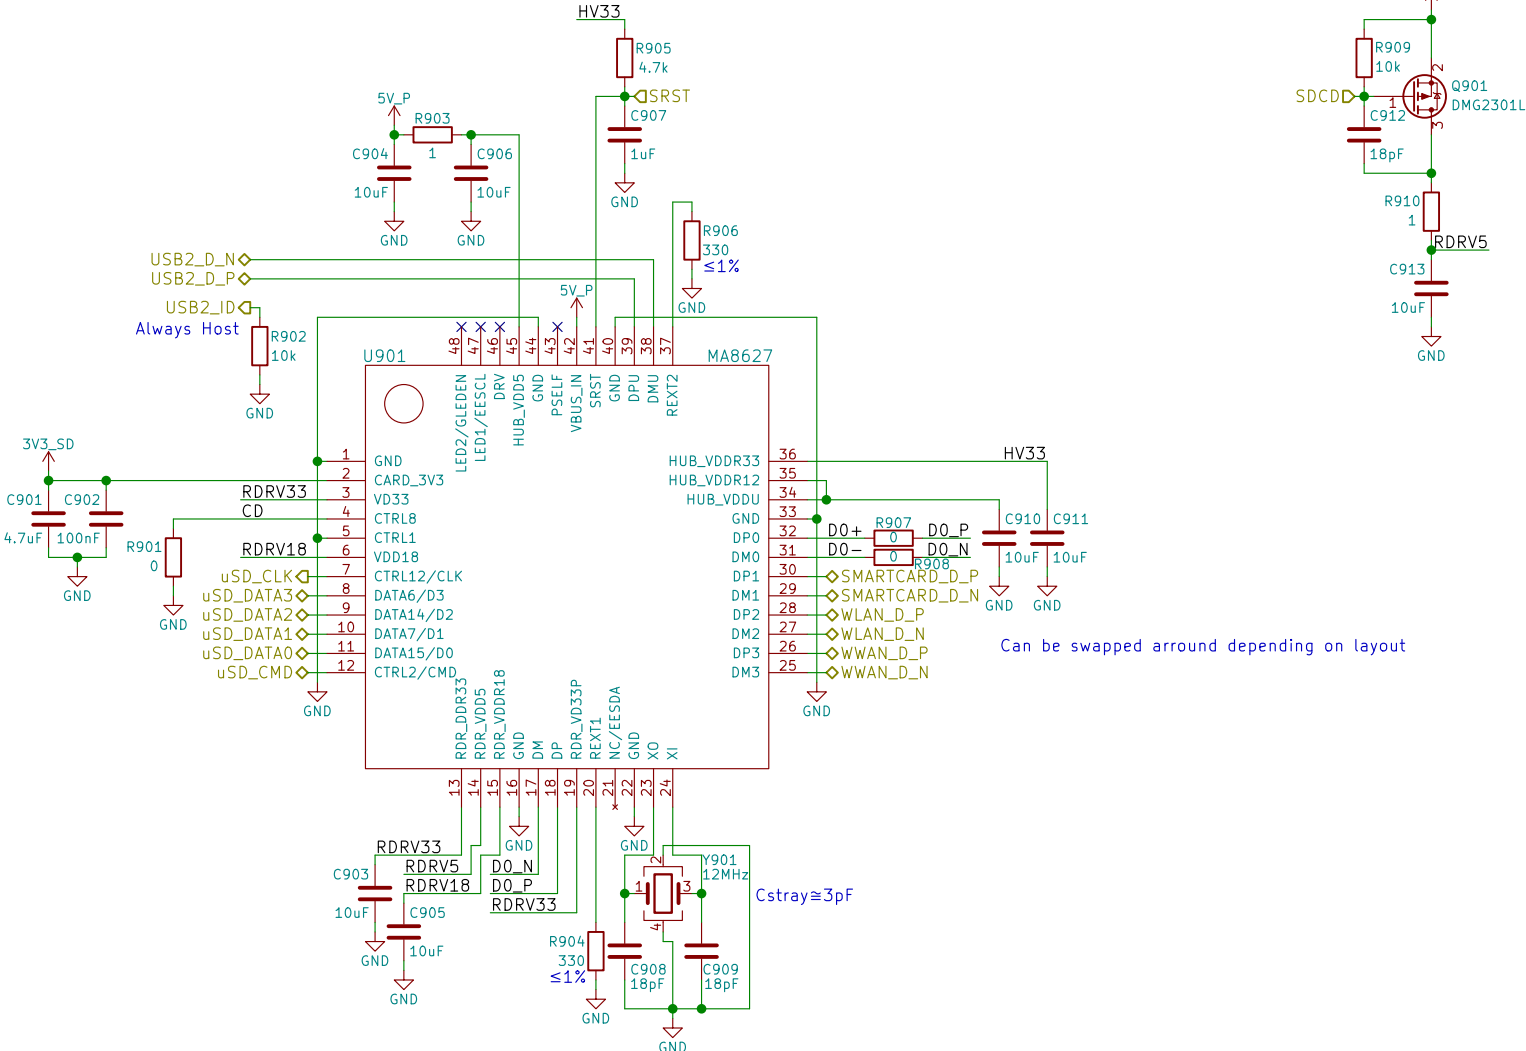 HV33
R905
4.7k
SRST
C907
1uF
GND
5V_P
R903
1
C904
10uF
GND
C906
10uF
GND
R906
330
≤1%
GND
USB2_D_N
USB2_D_P
USB2_ID
Always Host
R902
10k
GND
5V_P
R909
10k
SDCD
1
2
3
Q901
DMG2301L
C912
18pF
R910
1
RDRV5
C913
10uF
GND
U901
MA8627
48 47 46 45 44 43 42 41 40 39 38 37
LED2/GLEDEN
LED1/EESCL
DRV
HUB_VDD5
GND
PSELF
VBUS_IN
SRST
GND
DPU
DMU
REXT2
3V3_SD
C901
4.7uF
C902
100nF
GND
RDRV33
CD
R901
0
GND
RDRV18
uSD_CLK
uSD_DATA3
uSD_DATA2
uSD_DATA1
uSD_DATA0
uSD_CMD
GND
1 GND
2 CARD_3V3
3 VD33
4 CTRL8
5 CTRL1
6 VDD18
7 CTRL12/CLK
8 DATA6/D3
9 DATA14/D2
10 DATA7/D1
11 DATA15/D0
12 CTRL2/CMD
HUB_VDDR33 36
HUB_VDDR12 35
HUB_VDDU 34
GND 33
DP0 32
DM0 31
DP1 30
DM1 29
DP2 28
DM2 27
DP3 26
DM3 25
HV33
D0+
R907
0
D0_P
D0-
0
R908
D0_N
C910
10uF
GND
C911
10uF
GND
SMARTCARD_D_P
SMARTCARD_D_N
WLAN_D_P
WLAN_D_N
WWAN_D_P
WWAN_D_N
GND
Can be swapped arround depending on layout
RDR_DDR33
RDR_VDD5
RDR_VDDR18
GND
DM
DP
RDR_VD33P
REXT1
NC/EESDA
GND
XO
XI
13 14 15 16 17 18 19 20 21 22 23 24
GND
GND
RDRV33
RDRV5
RDRV18
C903
10uF
GND
C905
10uF
GND
D0_N
D0_P
RDRV33
R904
330
≤1%
GND
Y901
12MHz
1
2
3
4
Cstray≅3pF
C908
18pF
C909
18pF
GND